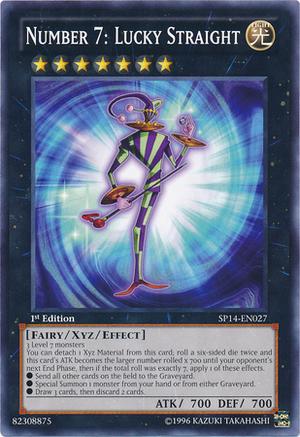 NUMBER 7: LUCKY STRAIGHT
LIGHT
光
1st Edition
SP14-EN027
[FAIRY/XYZ/EFFECT]
3 Level 7 monsters
You can detach 1 Xyz Material from this card; roll a six-sided die twice and
this card's ATK becomes the larger number rolled x 700 until your opponent's
next End Phase, then if the total roll was exactly 7, apply 1 of these effects.
● Send all other cards on the field to the Graveyard.
● Special Summon 1 monster from your hand or from either Graveyard.
● Draw 3 cards, then discard 2 cards.
ATK/ 700 DEF/ 700
82308875
©1996 KAZUKI TAKAHASHI